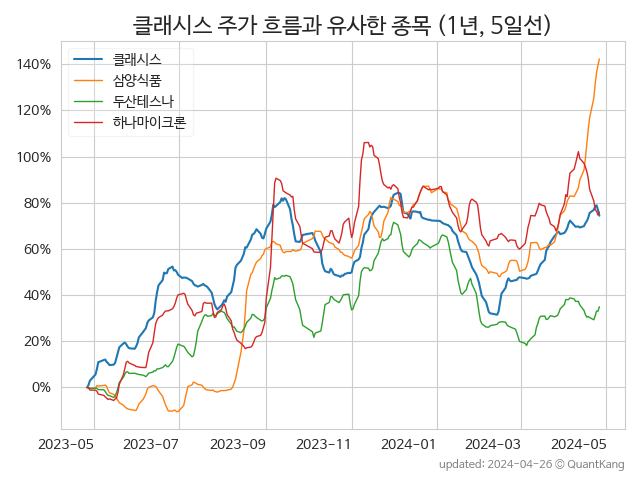 클래시스 주가 흐름과 유사한 종목 (1년, 5일선)
클래시스
삼양식품
두산테스나
하나마이크론
140%
120%
100%
80%
60%
40%
20%
0%
2023-05 2023-07 2023-09 2023-11 2024-01 2024-03 2024-05
updated: 2024-04-26 © QuantKang